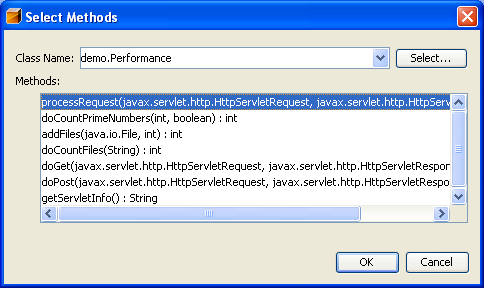 Select Methods
Class Name: demo.Performance Select...
Methods:
processRequest(javax.servlet.http.HttpServletRequest, javax.servlet.http.HttpServ
doCountPrimeNumbers(int, boolean) : int
addFiles(java.io.File, int) : int
doCountFiles(String) : int
doGet(javax.servlet.http.HttpServletRequest, javax.servlet.http.HttpServletRespor
doPost(javax.servlet.http.HttpServletRequest, javax.servlet.http.HttpServletRespo
getServletInfo() : String
OK Cancel